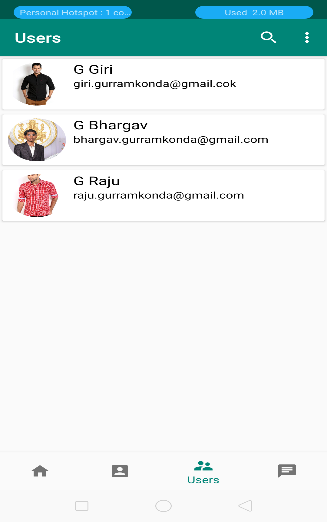 Personal Hotspot : 1 co..
Used 2.0 MB
Users
G Giri
giri.gurramkonda@gmail.cok
G Bhargav
bhargav.gurramkonda@gmail.com
G Raju
raju.gurramkonda@gmail.com
Users